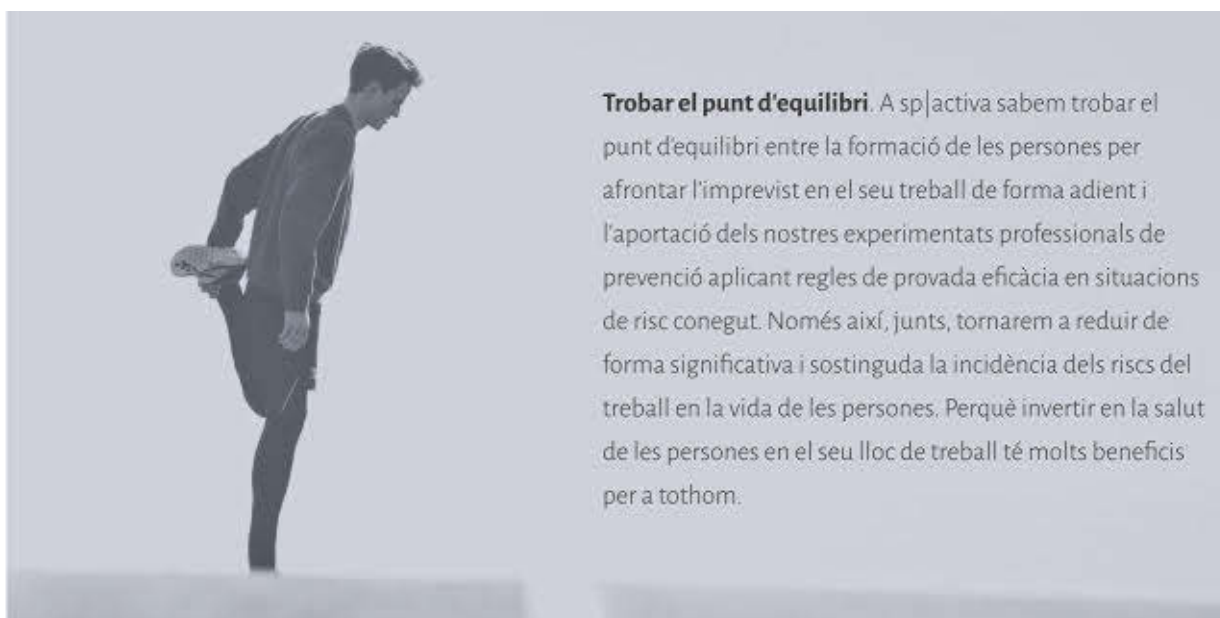 Trobar el punt d'equilibri. A sp|activa sabem trobar el
punt d'equilibri entre la formació de les persones per
afrontar l'imprevist en el seu treball de forma adient i
l'aportació dels nostres experimentats professionals de
prevenció aplicant regles de provada eficàcia en situacions
de risc conegut. Només així, junts, tornarem a reduir de
forma significativa i sostinguda la incidència dels riscs del
treball en la vida de les persones. Perquè invertir en la salut
de les persones en el seu lloc de treball té molts beneficis
per a tothom.